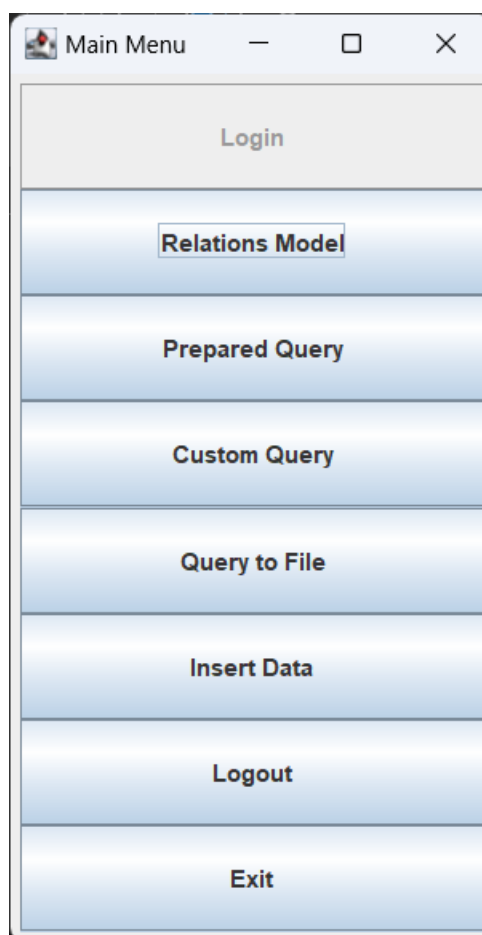 Main Menu
Login
Relations Model
Prepared Query
Custom Query
Query to File
Insert Data
Logout
Exit